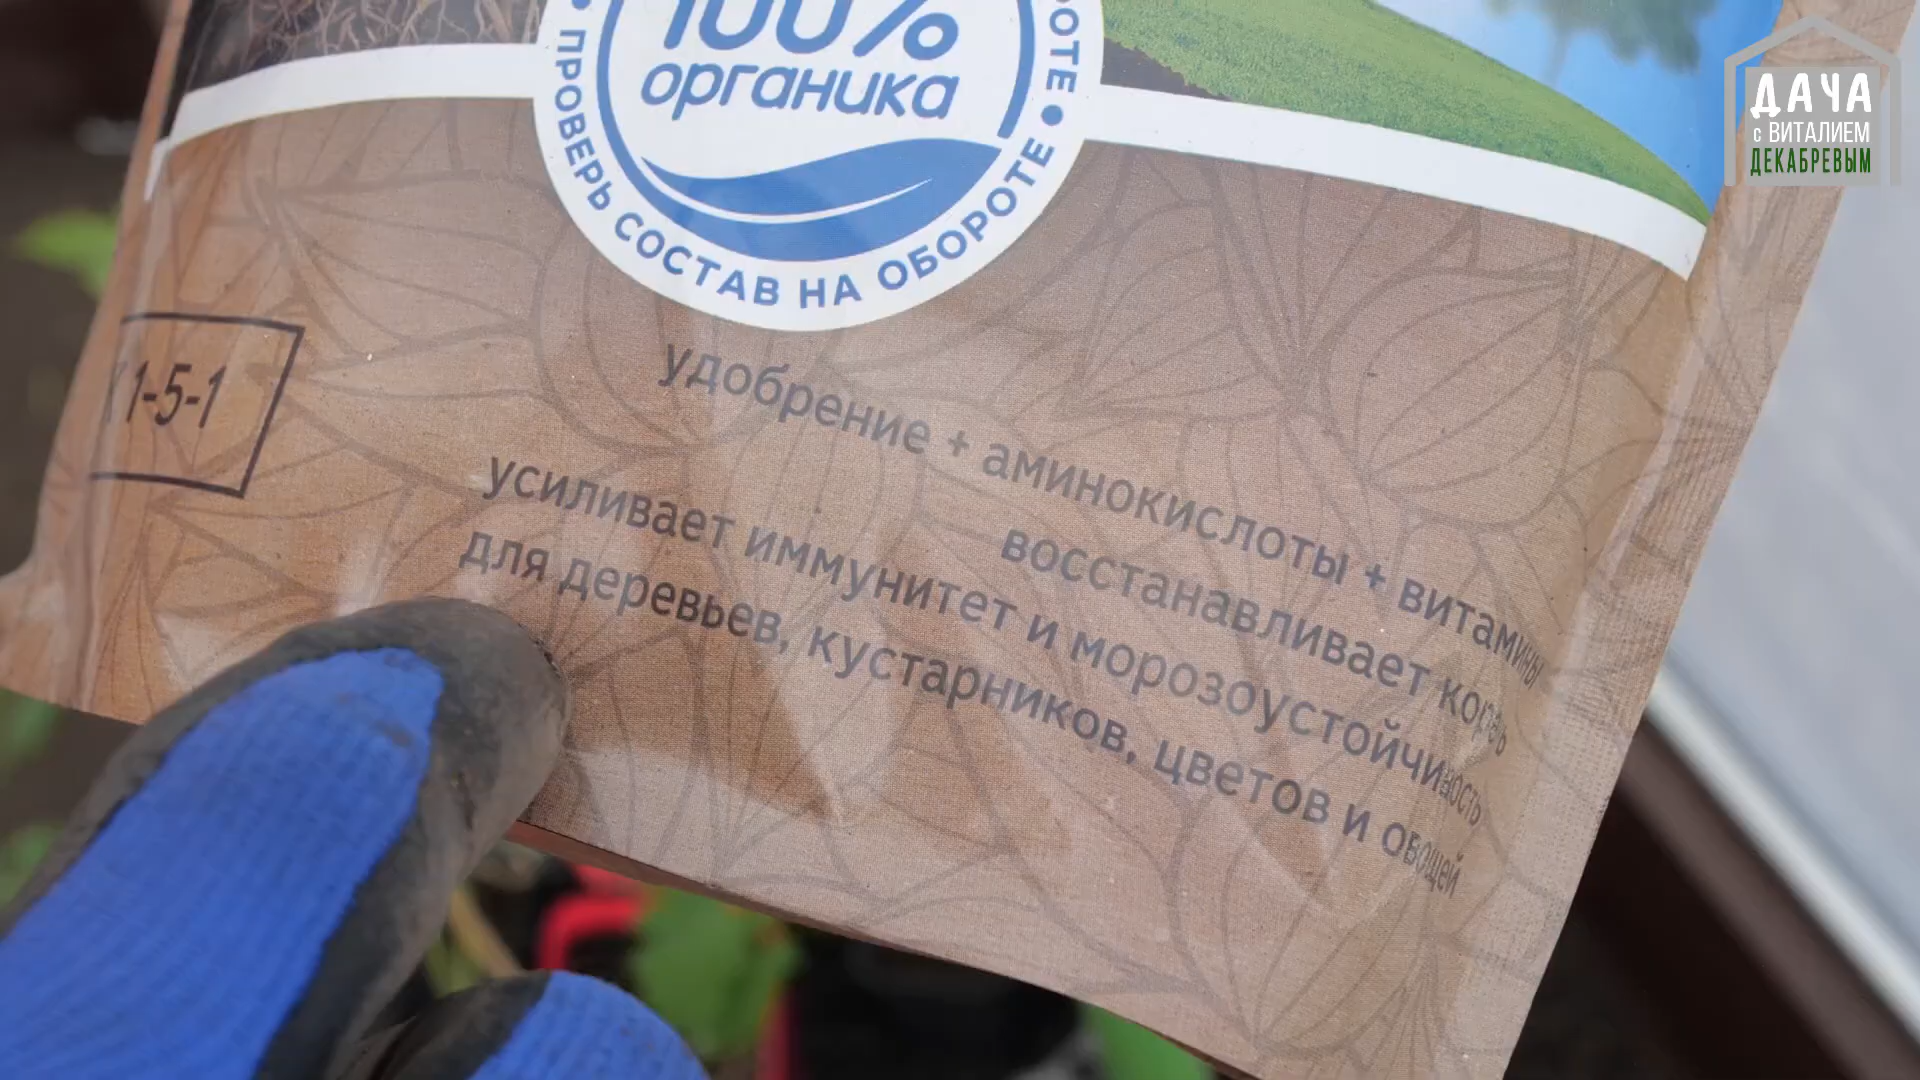 100%
органика
• ПРОВЕРЬ СОСТАВ НА ОБОРОТЕ •
ОТЕ
ДАЧА
с ВИТАЛИЕМ
ДЕКАБРЕВЫМ
1-5-1
удобрение + аминокислоты + витамины
восстанавливает корень
усиливает иммунитет и морозоустойчивость
для деревьев, кустарников, цветов и овощей